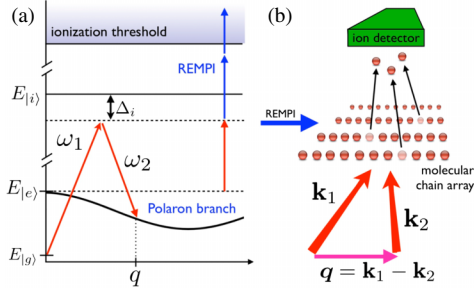 (a)
ionization threshold
REMPI
E|i⟩
Δi
ω1
ω2
E|e⟩
Polaron branch
E|g⟩
q
(b)
ion detector
REMPI
molecular
chain array
k1
k2
q = k1 − k2